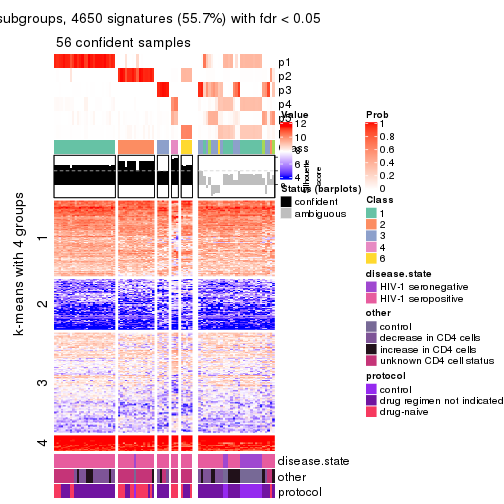 subgroups, 4650 signatures (55.7%) with fdr < 0.05
56 confident samples
p1
p2
p3
p4
Value
12
10
8
6
4
Silhouette
score
Status (barplots)
confident
ambiguous
Prob
1
0.8
0.6
0.4
0.2
0
Class
1
2
3
4
6
disease.state
HIV-1 seronegative
HIV-1 seropositive
other
control
decrease in CD4 cells
increase in CD4 cells
unknown CD4 cell status
protocol
control
drug regimen not indicated
drug-naive
k-means with 4 groups
1
2
3
4
disease.state
other
protocol